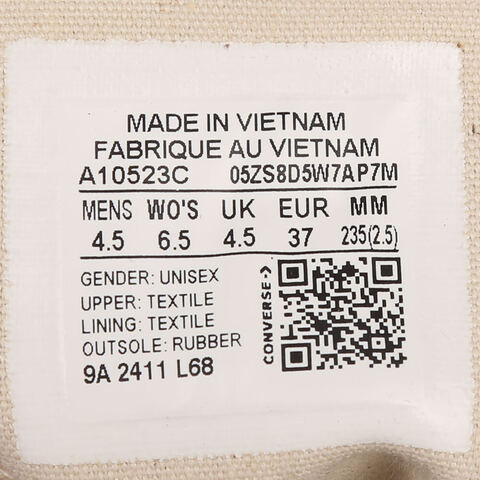 MADE IN VIETNAM
FABRIQUE AU VIETNAM
A10523C 05ZS8D5W7AP7M
MENS WO'S UK EUR MM
4.5 6.5 4.5 37 235(2.5)
GENDER: UNISEX
UPPER: TEXTILE
LINING: TEXTILE
OUTSOLE: RUBBER
9A 2411 L68
CONVERSE